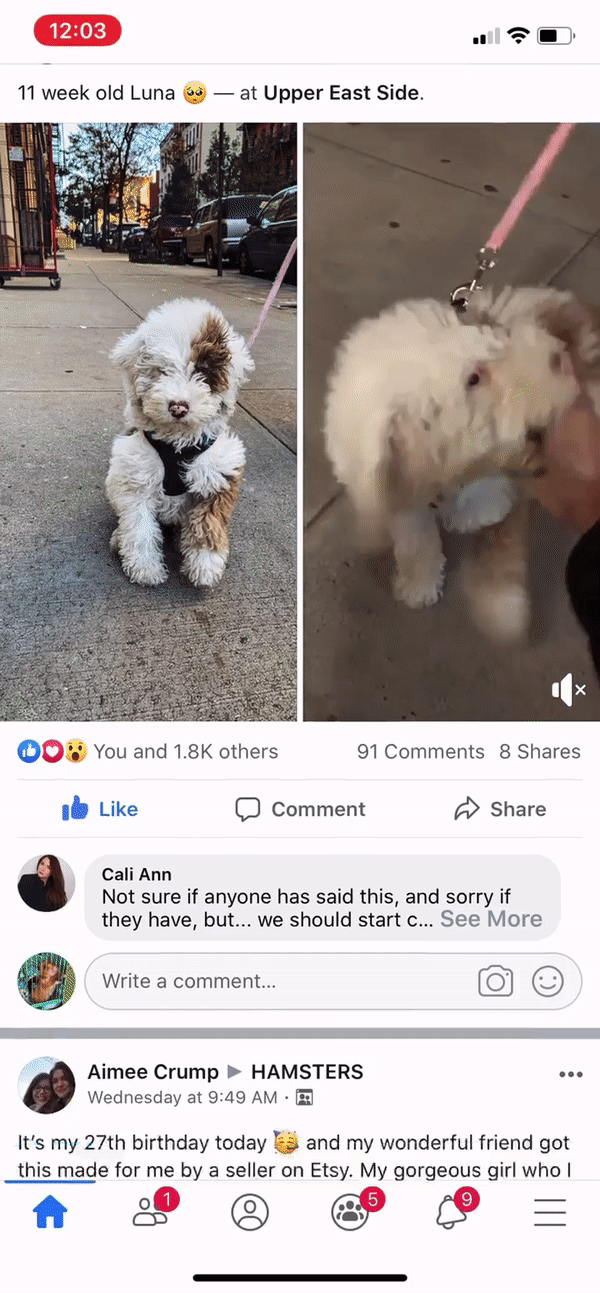 12:03
11 week old Luna 🥺 — at Upper East Side.
You and 1.8K others 91 Comments 8 Shares
Like Comment Share
Cali Ann
Not sure if anyone has said this, and sorry if
they have, but... we should start c... See More
Write a comment...
Aimee Crump ▶ HAMSTERS
Wednesday at 9:49 AM ·
It's my 27th birthday today 🥳 and my wonderful friend got
this made for me by a seller on Etsy. My gorgeous girl who I
1 5 9